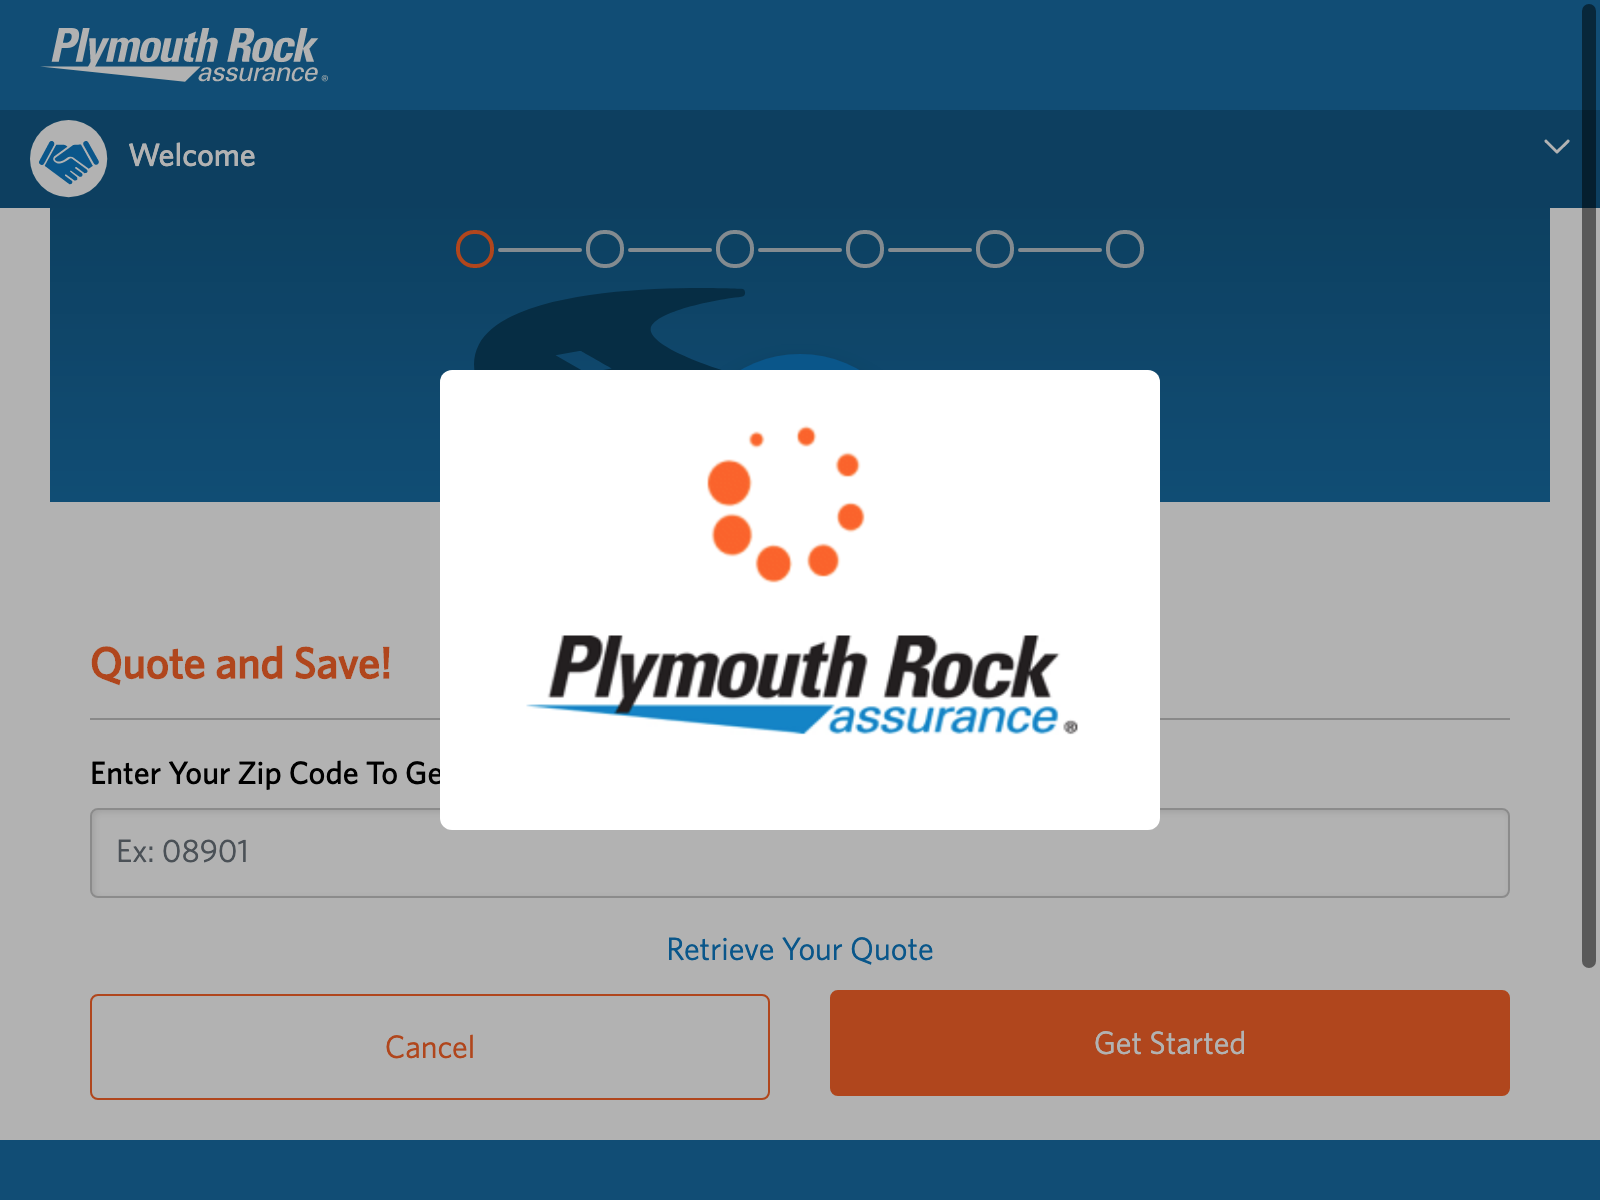 Plymouth Rock
assurance®
Welcome
Plymouth Rock
assurance®
Quote and Save!
Enter Your Zip Code To Ge
Ex: 08901
Retrieve Your Quote
Cancel
Get Started